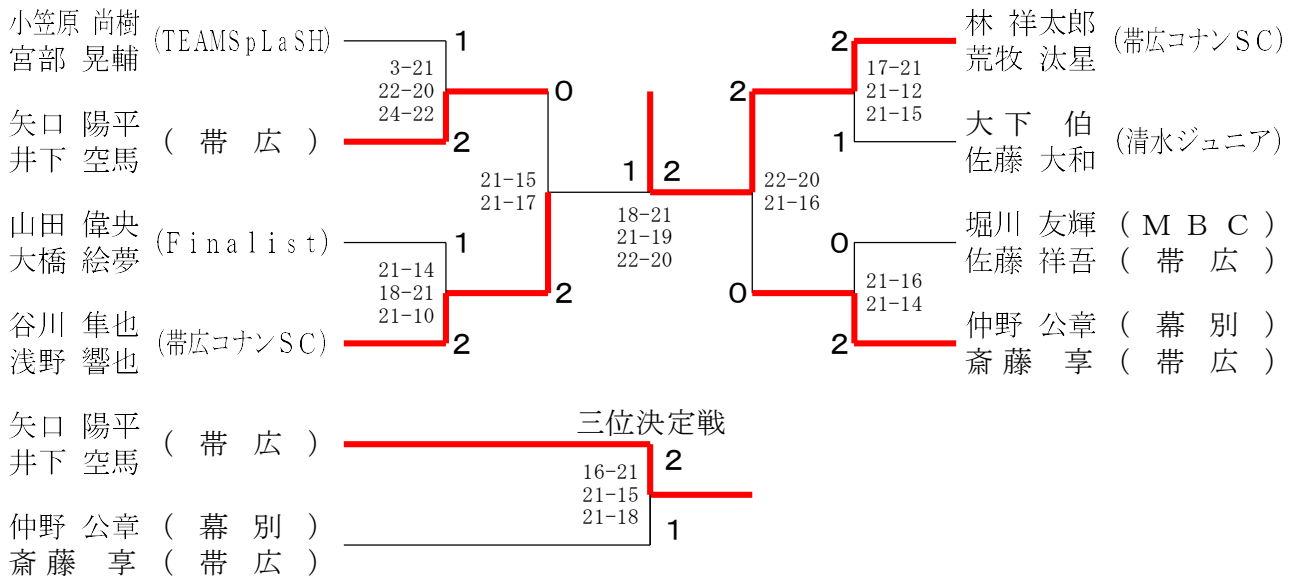 小笠原 尚樹
宮部 晃輔
(TEAMSpLaSH)
1
3-21
22-20
24-22
矢口 陽平
井下 空馬
( 帯 広 )
2
0
21-15
21-17
山田 偉央
大橋 絵夢
(Finalist)
1
21-14
18-21
21-10
谷川 隼也
浅野 響也
(帯広コナンSC)
2
2
1
2
18-21
21-19
22-20
2
林 祥太郎
荒牧 汰星
(帯広コナンSC)
17-21
21-12
21-15
2
1
大下 伯
佐藤 大和
(清水ジュニア)
22-20
21-16
0
堀川 友輝 ( M B C )
佐藤 祥吾 ( 帯 広 )
21-16
21-14
0
2
仲野 公章 ( 幕 別 )
斎藤 享 ( 帯 広 )
三位決定戦
矢口 陽平
井下 空馬
( 帯 広 )
2
16-21
21-15
21-18
1
仲野 公章 ( 幕 別 )
斎藤 享 ( 帯 広 )